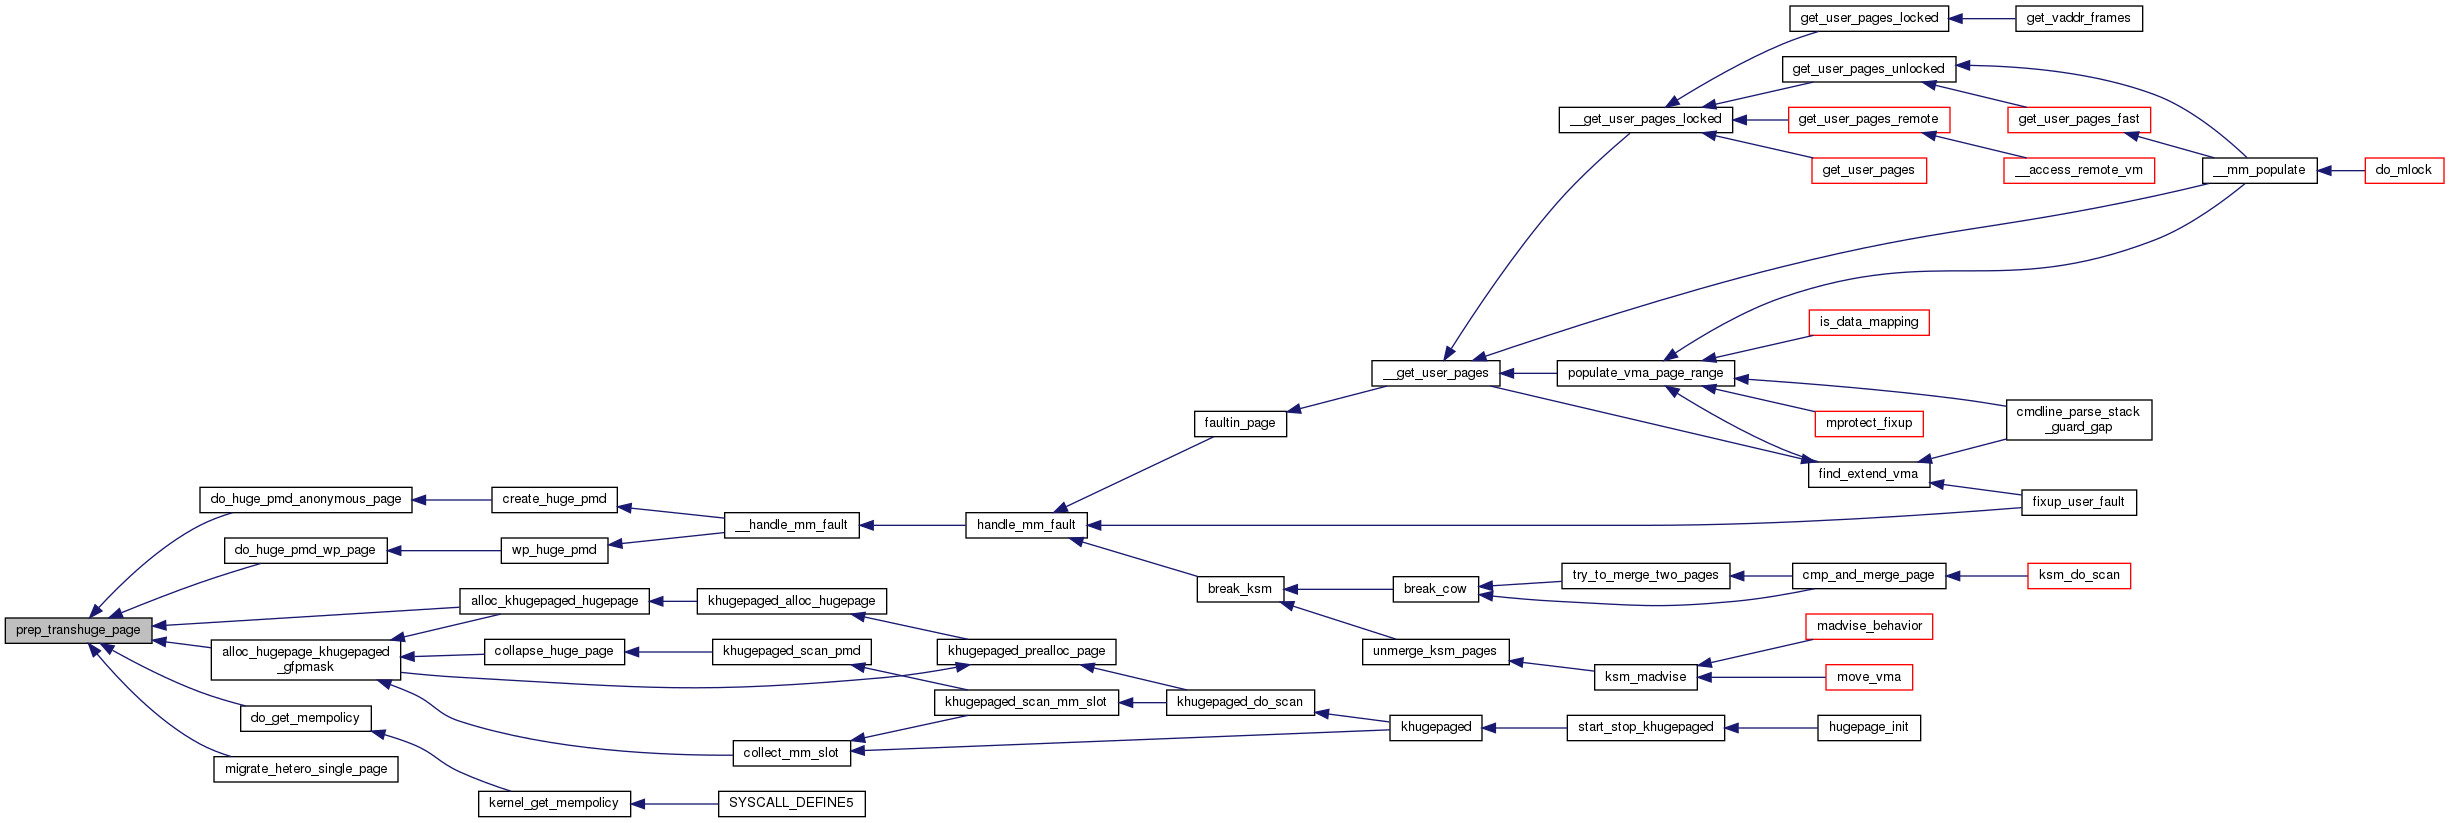 get_user_pages_locked
get_vaddr_frames
get_user_pages_unlocked
__get_user_pages_locked
get_user_pages_remote
get_user_pages_fast
get_user_pages
__access_remote_vm
__mm_populate
do_mlock
is_data_mapping
__get_user_pages
populate_vma_page_range
faultin_page
mprotect_fixup
cmdline_parse_stack
_guard_gap
find_extend_vma
do_huge_pmd_anonymous_page
create_huge_pmd
__handle_mm_fault
handle_mm_fault
fixup_user_fault
do_huge_pmd_wp_page
wp_huge_pmd
break_ksm
break_cow
try_to_merge_two_pages
cmp_and_merge_page
ksm_do_scan
prep_transhuge_page
alloc_khugepaged_hugepage
khugepaged_alloc_hugepage
madvise_behavior
alloc_hugepage_khugepaged
_gfpmask
collapse_huge_page
khugepaged_scan_pmd
khugepaged_prealloc_page
unmerge_ksm_pages
ksm_madvise
move_vma
do_get_mempolicy
khugepaged_scan_mm_slot
khugepaged_do_scan
khugepaged
start_stop_khugepaged
hugepage_init
collect_mm_slot
migrate_hetero_single_page
kernel_get_mempolicy
SYSCALL_DEFINE5